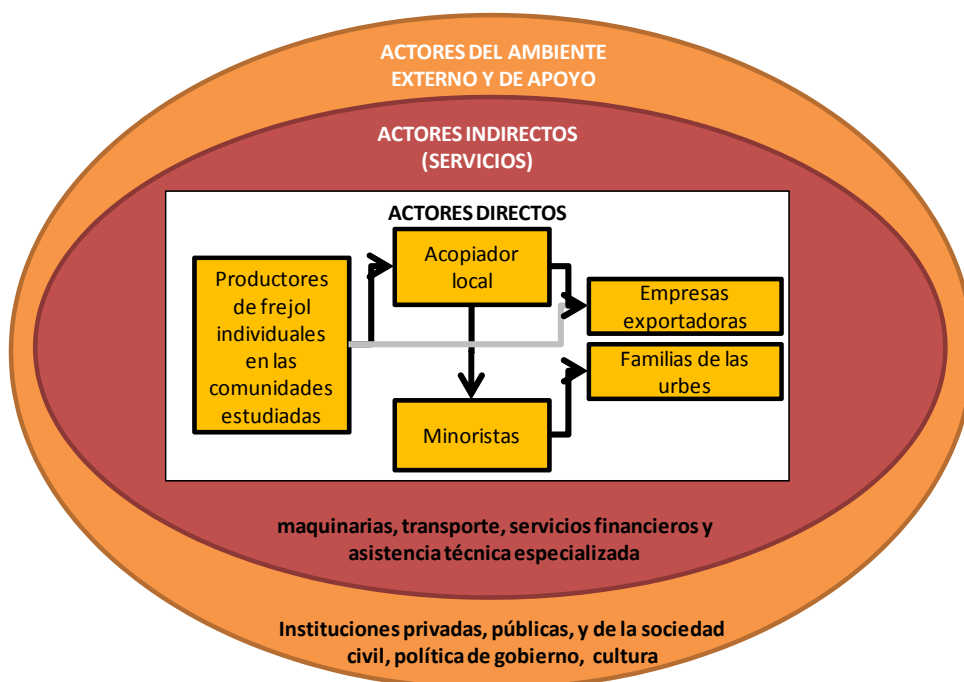 ACTORES DEL AMBIENTE
EXTERNO Y DE APOYO
ACTORES INDIRECTOS
(SERVICIOS)
ACTORES DIRECTOS
Productores
de frejol
individuales
en las
comunidades
estudiadas
Acopiador
local
Empresas
exportadoras
Familias de las
urbes
Minoristas
maquinarias, transporte, servicios financieros y
asistencia técnica especializada
Instituciones privadas, públicas, y de la sociedad
civil, política de gobierno, cultura